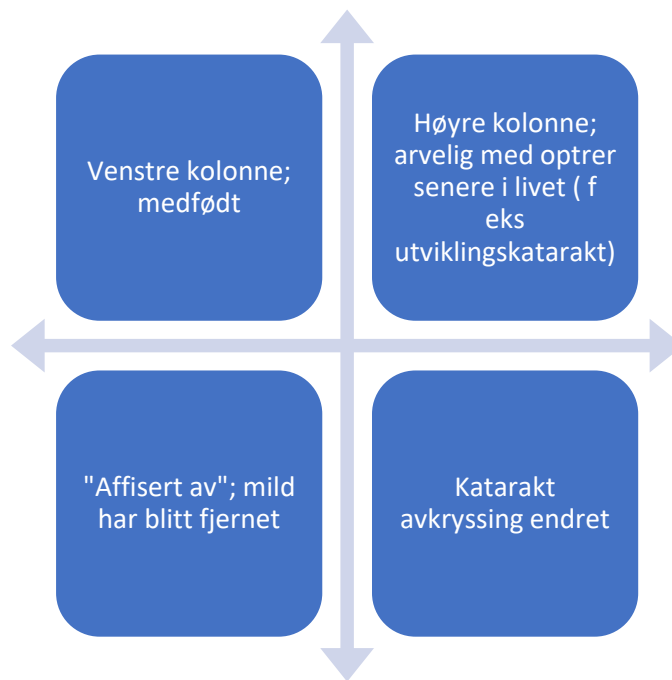 Venstre kolonne;
medfødt
Høyre kolonne;
arvelig med optrer
senere i livet ( f
eks
utviklingskatarakt)
"Affisert av"; mild
har blitt fjernet
Katarakt
avkryssing endret